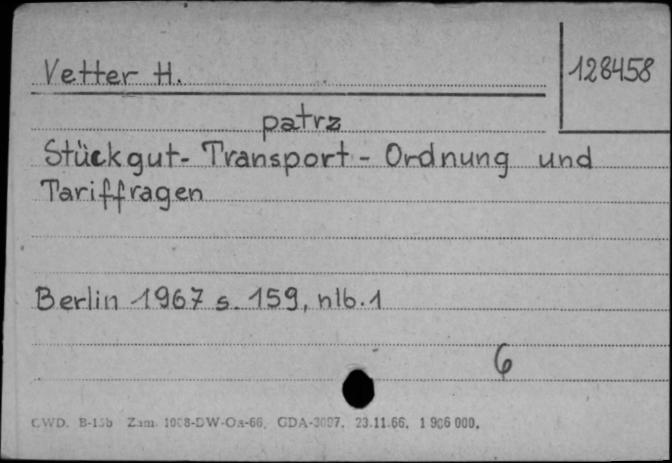 Vetter H.
128458
patrz
Stückgut-Transport-Ordnung und
Tariffragen
Berlin 1967 s. 159, nlb.1
6
CWD. B-15b Zam. 1008-DW-Oa-66. GDA-3097. 23.11.66. 1 906 000.